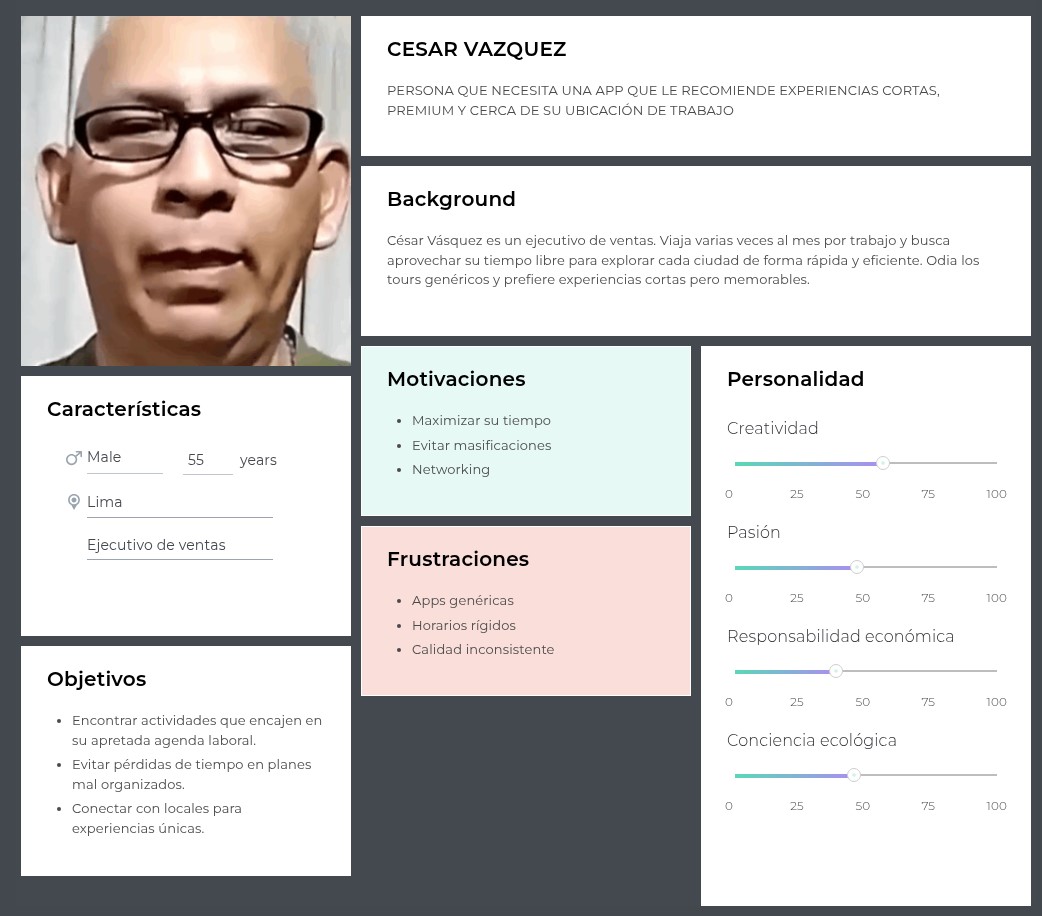 CESAR VAZQUEZ
PERSONA QUE NECESITA UNA APP QUE LE RECOMIENDE EXPERIENCIAS CORTAS,
PREMIUM Y CERCA DE SU UBICACIÓN DE TRABAJO
Background
César Vásquez es un ejecutivo de ventas. Viaja varias veces al mes por trabajo y busca
aprovechar su tiempo libre para explorar cada ciudad de forma rápida y eficiente. Odia los
tours genéricos y prefiere experiencias cortas pero memorables.
Características
Male 55 years
Lima
Ejecutivo de ventas
Objetivos
• Encontrar actividades que encajen en
su apretada agenda laboral.
• Evitar pérdidas de tiempo en planes
mal organizados.
• Conectar con locales para
experiencias únicas.
Motivaciones
• Maximizar su tiempo
• Evitar masificaciones
• Networking
Frustraciones
• Apps genéricas
• Horarios rígidos
• Calidad inconsistente
Personalidad
Creatividad
0 25 50 75 100
Pasión
0 25 50 75 100
Responsabilidad económica
0 25 50 75 100
Conciencia ecológica
0 25 50 75 100